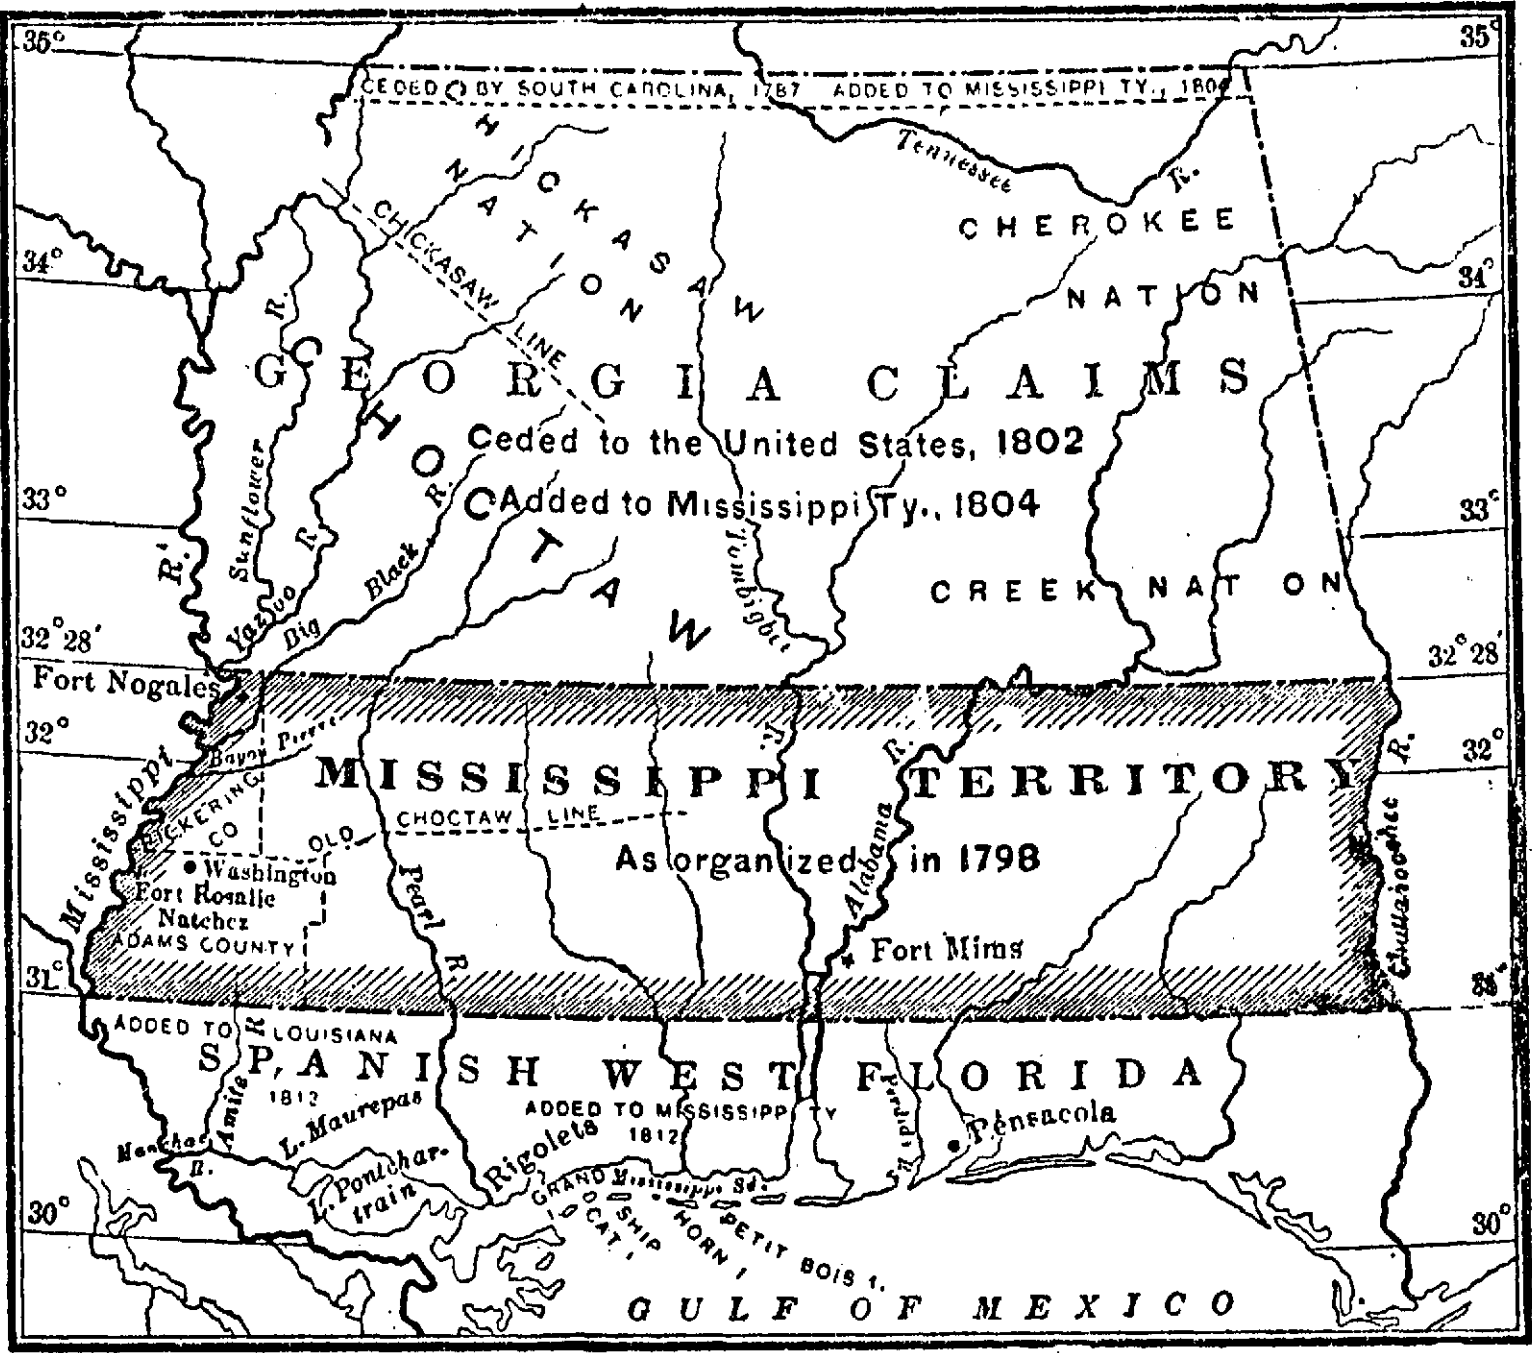 35°
35°
CEDED BY SOUTH CAROLINA, 1787 ADDED TO MISSISSIPPI TY., 1804
CHICKASAW
NATION
CHICKASAW LINE
Tennessee R.
CHEROKEE
NATION
34°
34°
GEORGIA CLAIMS
Ceded to the United States, 1802
Added to Mississippi Ty., 1804
CHOCTAW
33°
33°
R.
Sunflower R.
Yazoo R.
Big Black R.
Tombigbee R.
CREEK NAT ON
32° 28'
32° 28'
Fort Nogales
32°
32°
Mississippi
Bayou Pierre
MISSISSIPPI TERRITORY
PICKERING
CO
OLD CHOCTAW LINE
As organized in 1798
Washington
Fort Rosalie
Natchez
ADAMS COUNTY
Pearl R.
Alabama R.
Fort Mims
R.
31°
ADDED TO LOUISIANA
1812
SPANISH WEST FLORIDA
ADDED TO MISSISSIPPI TY
1812
Amite R.
L. Maurepas
Pensacola
R.
L. Pontchar-
train
Rigolets
GRAND
Mississippi Sd.
CAT I
SHIP
HORN I
PETIT BOIS I.
30°
30°
GULF OF MEXICO